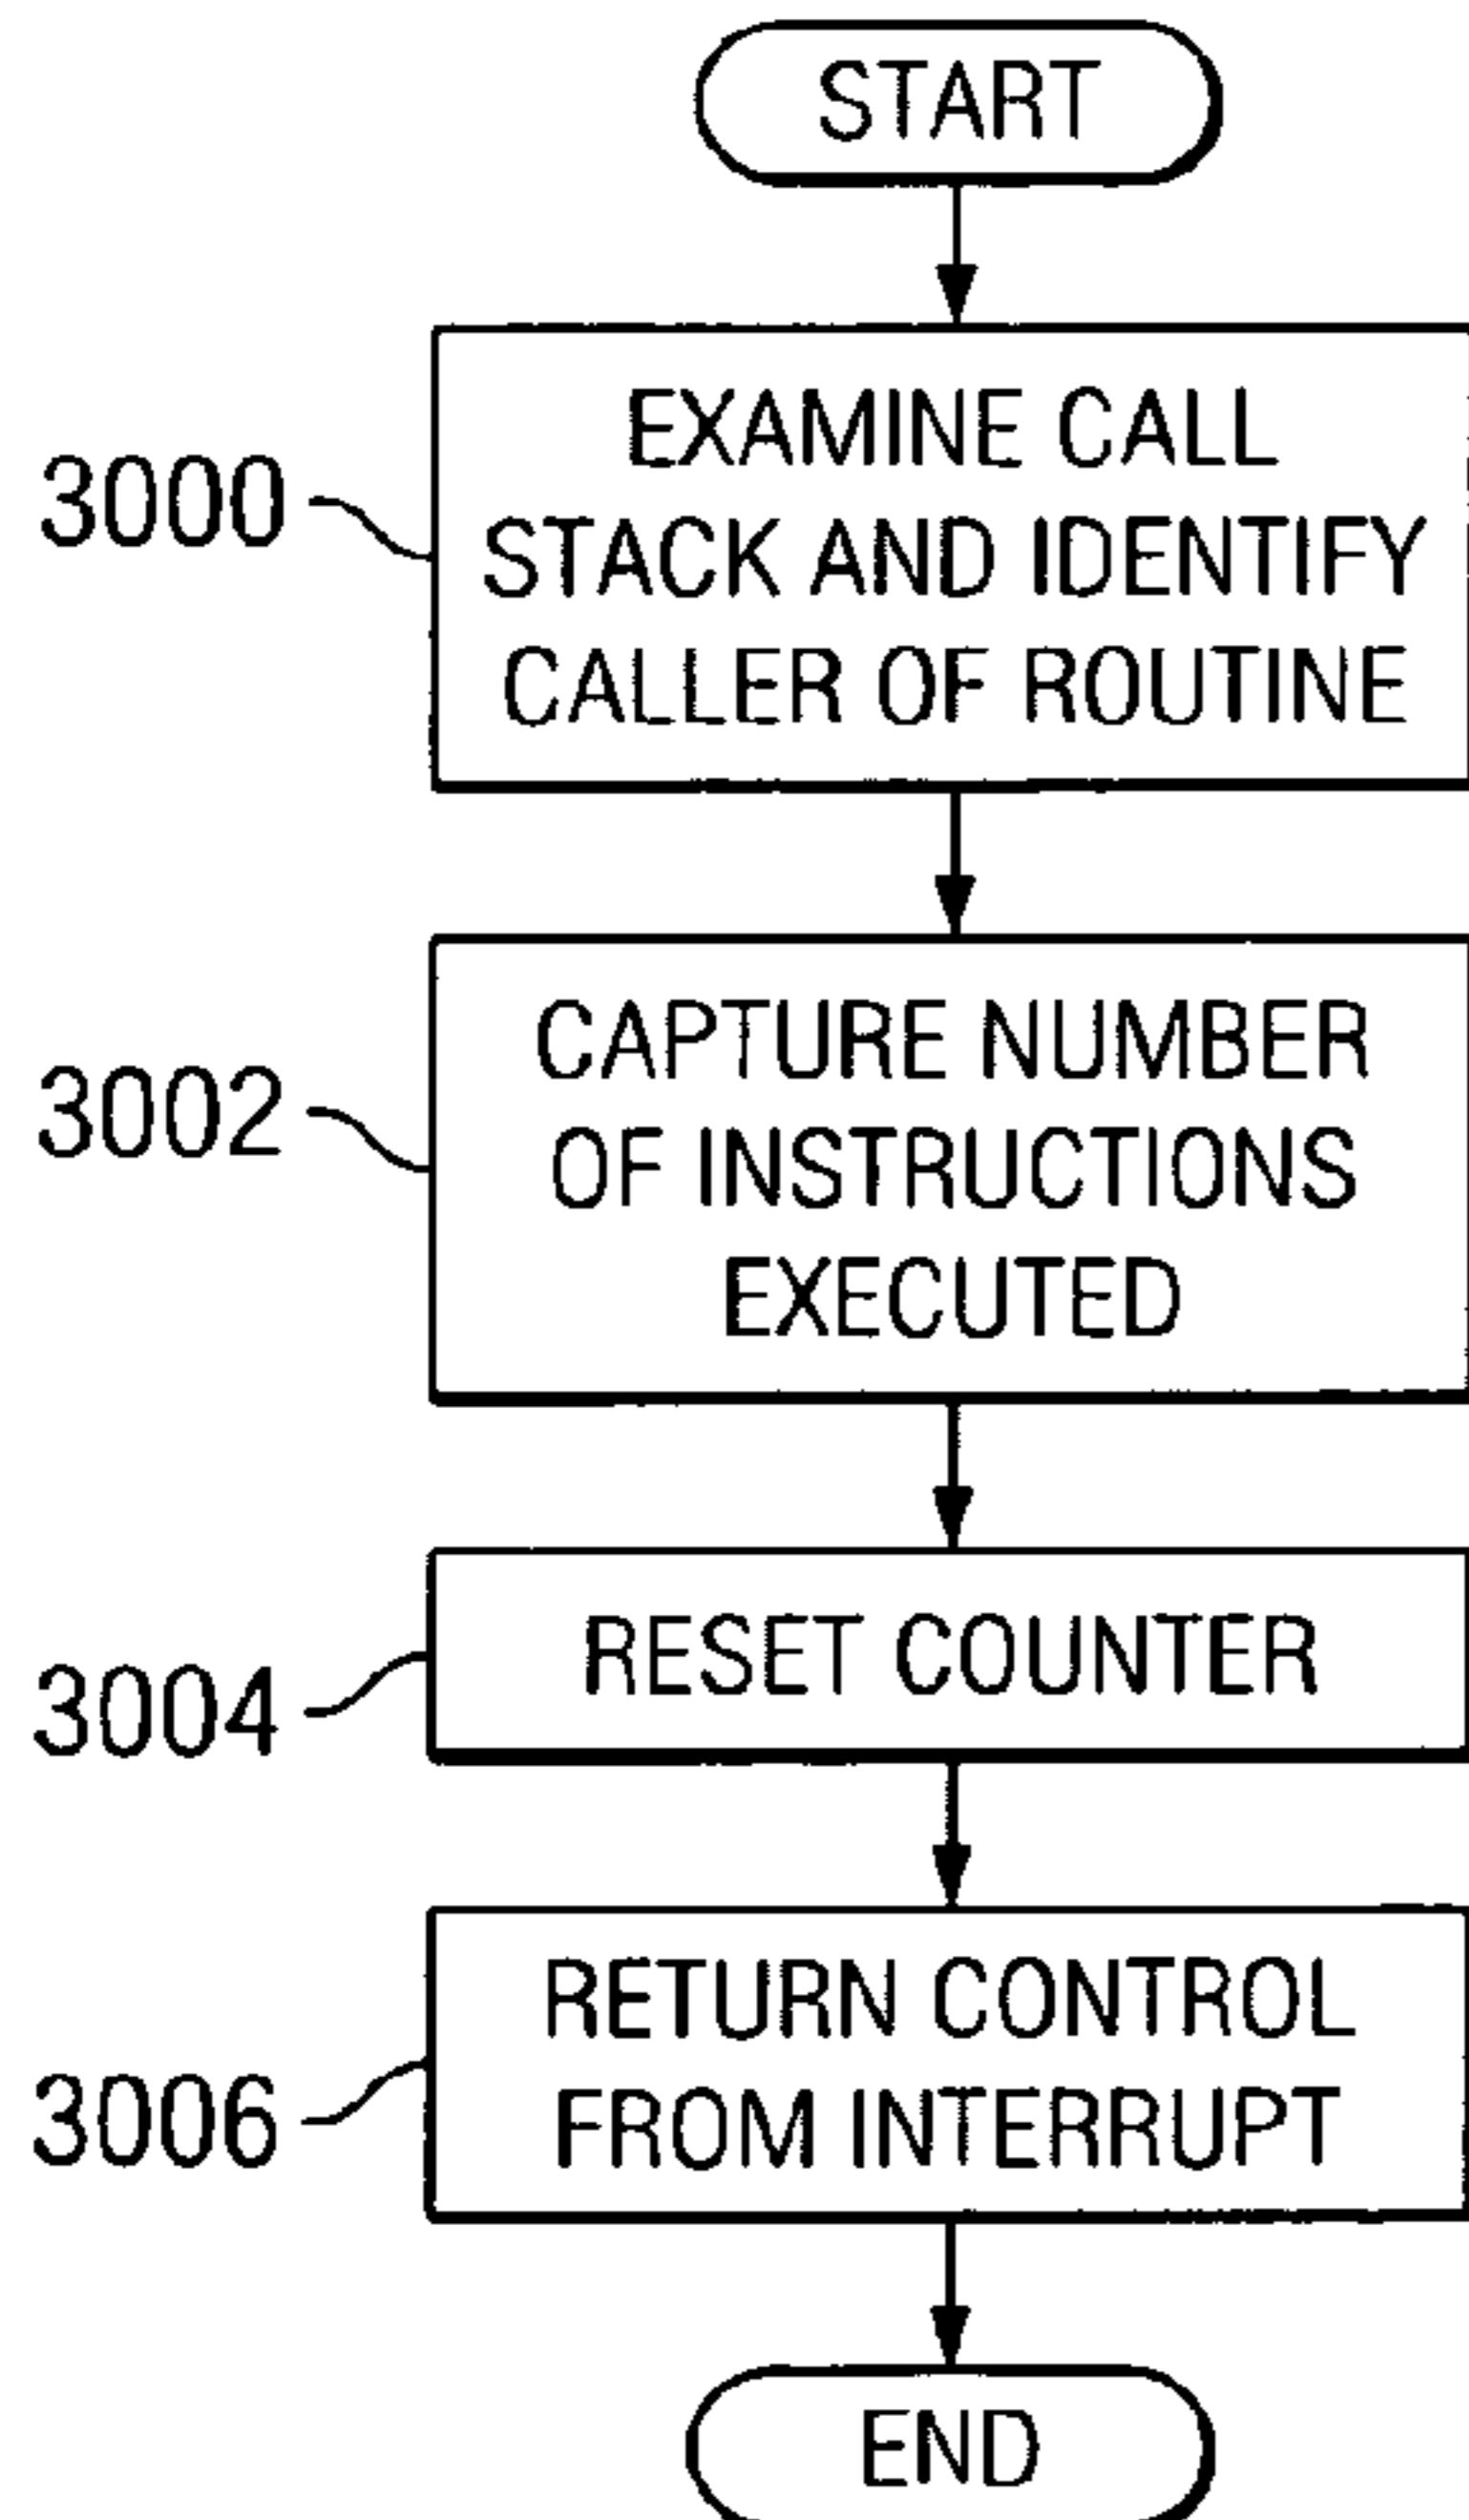 START
3000
EXAMINE CALL
STACK AND IDENTIFY
CALLER OF ROUTINE
3002
CAPTURE NUMBER
OF INSTRUCTIONS
EXECUTED
3004
RESET COUNTER
3006
RETURN CONTROL
FROM INTERRUPT
END